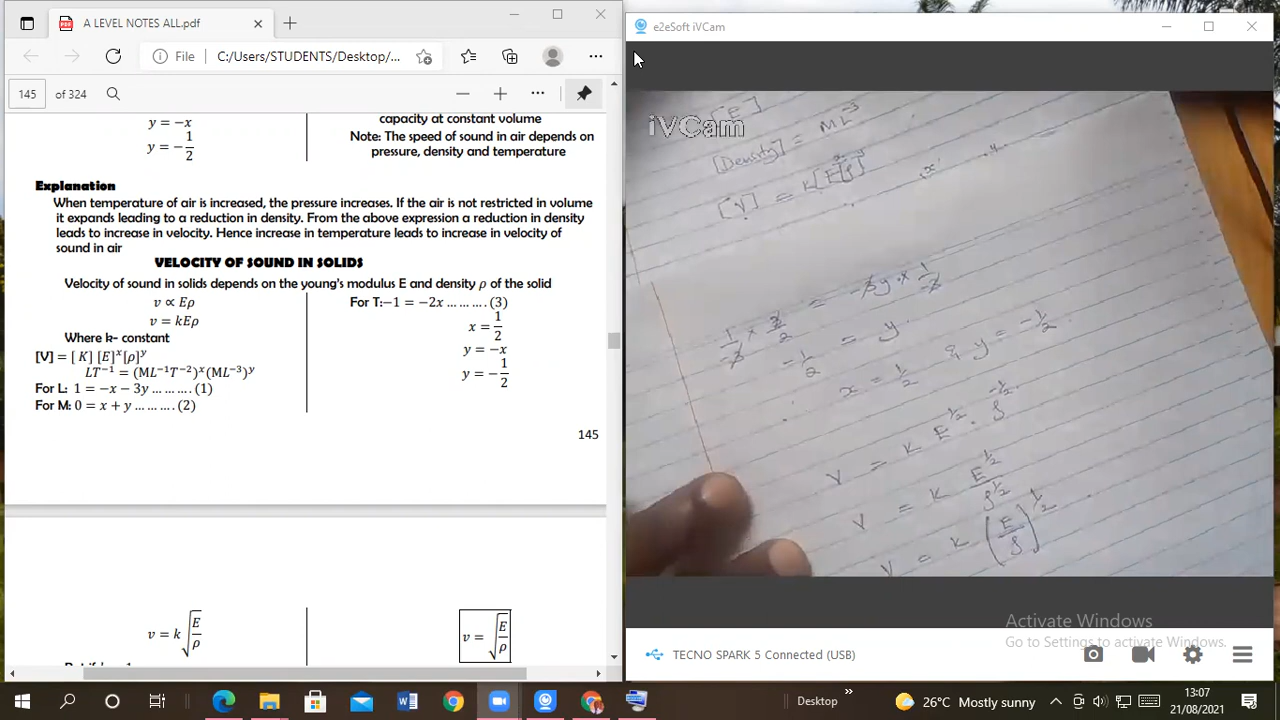 A LEVEL NOTES ALL.pdf
File C:/Users/STUDENTS/Desktop/...
145 of 324
y = −x
y = −1/2
capacity at constant volume
Note: The speed of sound in air depends on
pressure, density and temperature
Explanation
When temperature of air is increased, the pressure increases. If the air is not restricted in volume
it expands leading to a reduction in density. From the above expression a reduction in density
leads to increase in velocity. Hence increase in temperature leads to increase in velocity of
sound in air
VELOCITY OF SOUND IN SOLIDS
Velocity of sound in solids depends on the young's modulus E and density ρ of the solid
v ∝ Eρ
v = kEρ
Where k- constant
[V] = [ K] [E]^x[ρ]^y
LT^−1 = (ML^−1T^−2)^x(ML^−3)^y
For L: 1 = −x − 3y ... ... ... (1)
For M: 0 = x + y ... ... ... (2)
For T:−1 = −2x ... ... ... (3)
x = 1/2
y = −x
y = −1/2
145
v = k √(E/ρ)
v = √(E/ρ)
e2eSoft iVCam
iVCam
[Density] = ML^-3
[V] = K[E]^x[ρ]^y
-1/2 = y
x = 1/2 & y = -1/2
V = K E^1/2 . ρ^-1/2
V = K E^1/2/ρ^1/2
V = K (E/ρ)^1/2
Activate Windows
Go to Settings to activate Windows.
TECNO SPARK 5 Connected (USB)
Desktop
26°C Mostly sunny
13:07
21/08/2021